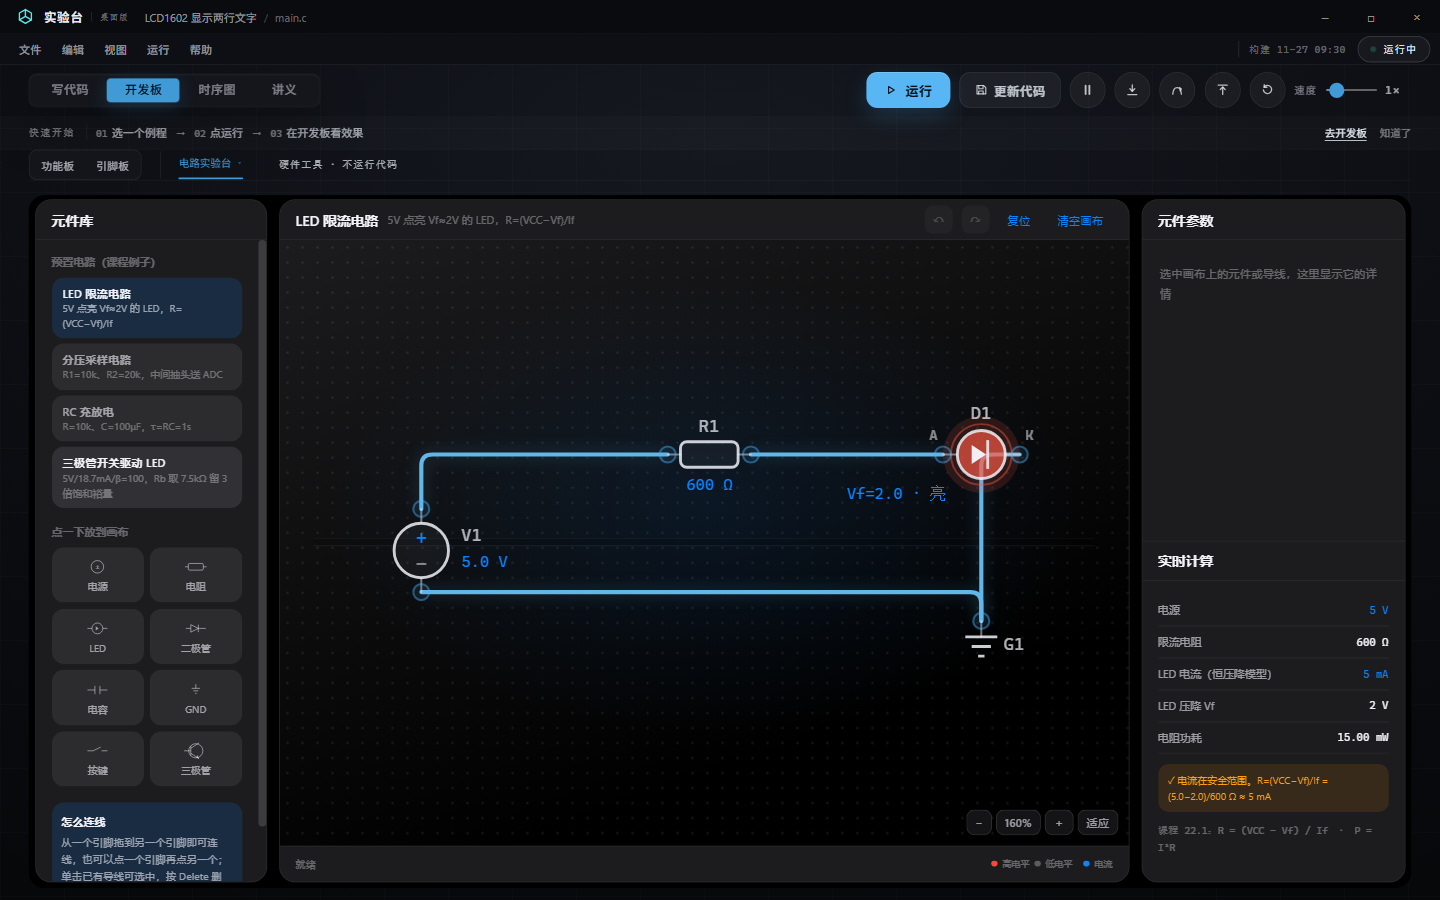 实验台 桌面版 LCD1602 显示两行文字 / main.c
文件 编辑 视图 运行 帮助
构建 11-27 09:30 运行中
写代码 开发板 时序图 讲义
运行 更新代码 速度 1×
快速开始 01 选一个例程 → 02 点运行 → 03 在开发板看效果
去开发板 知道了
功能板 引脚板 电路实验台 · 硬件工具 · 不运行代码
元件库
预置电路（课程例子）
LED 限流电路
5V 点亮 Vf≈2V 的 LED，R=
(VCC−Vf)/If
分压采样电路
R1=10k、R2=20k，中间抽头送 ADC
RC 充放电
R=10k、C=100μF，τ=RC=1s
三极管开关驱动 LED
5V/18.7mA/β=100，Rb 取 7.5kΩ 留 3
倍饱和裕量
点一下放到画布
电源 电阻
LED 二极管
电容 GND
按键 三极管
怎么连线
从一个引脚拖到另一个引脚即可连
线，也可以点一个引脚再点另一个；
单击已有导线可选中，按 Delete 删
LED 限流电路 5V 点亮 Vf≈2V 的 LED，R=(VCC−Vf)/If
复位 清空画布
D1
R1
A K
600 Ω
Vf=2.0 · 亮
V1
+
5.0 V
−
G1
− 160% + 适应
就绪
高电平 低电平 电流
元件参数
选中画布上的元件或导线，这里显示它的详
情
实时计算
电源 5 V
限流电阻 600 Ω
LED 电流（恒压降模型） 5 mA
LED 压降 Vf 2 V
电阻功耗 15.00 mW
✓ 电流在安全范围。R=(VCC−Vf)/If =
(5.0−2.0)/600 Ω ≈ 5 mA
课程 22.1：R = (VCC − Vf) / If · P =
I²R